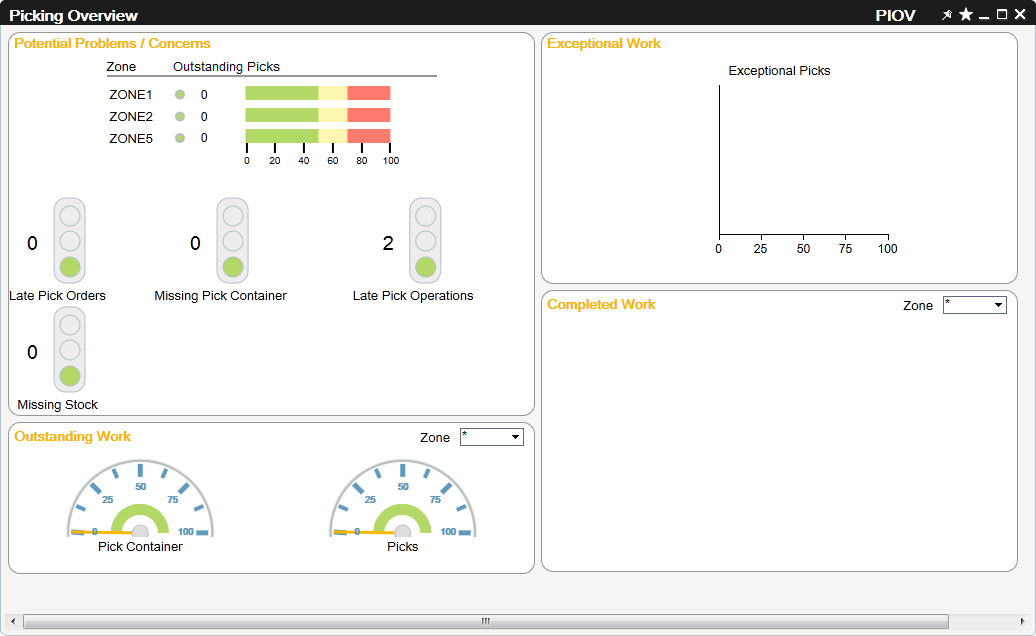 Picking Overview PIOV
Potential Problems / Concerns
Zone Outstanding Picks
ZONE1 0
ZONE2 0
ZONE5 0
0 20 40 60 80 100
0 0 2
Late Pick Orders Missing Pick Container Late Pick Operations
0
Missing Stock
Outstanding Work Zone *
0 25 50 75 100
Pick Container
0 25 50 75 100
Picks
Exceptional Work
Exceptional Picks
0 25 50 75 100
Completed Work Zone *